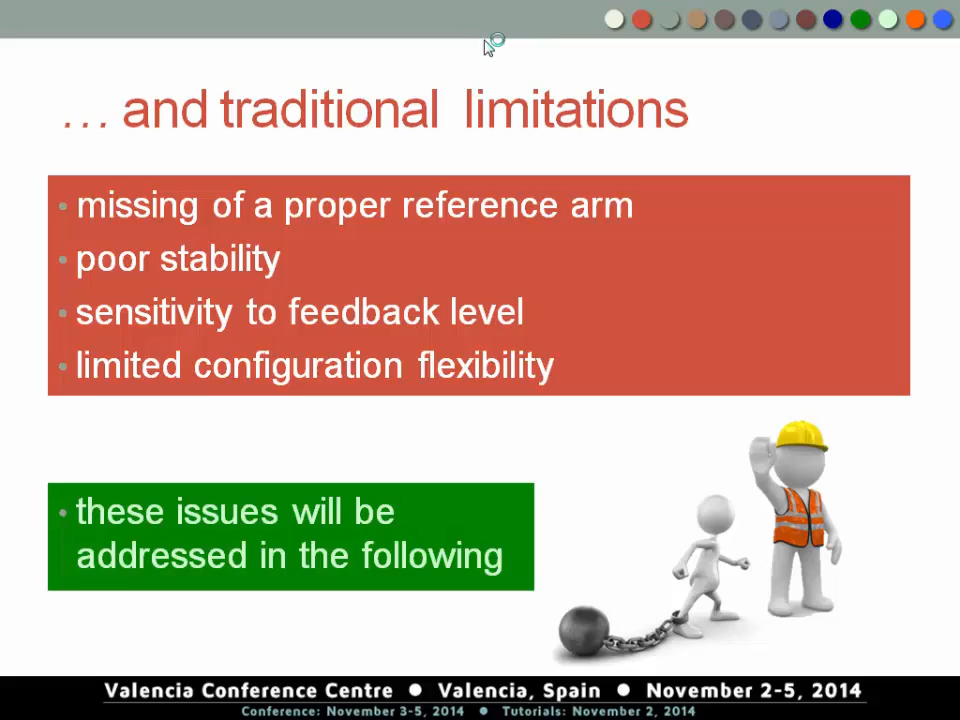 … and traditional limitations
• missing of a proper reference arm
• poor stability
• sensitivity to feedback level
• limited configuration flexibility
• these issues will be
addressed in the following
Valencia Conference Centre ● Valencia, Spain ● November 2-5, 2014
Conference: November 3-5, 2014 ● Tutorials: November 2, 2014